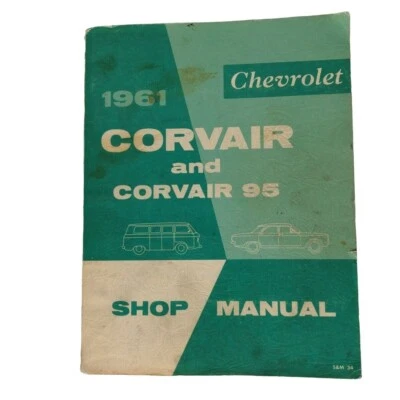 Chevrolet
1961
CORVAIR
and
CORVAIR 95
SHOP MANUAL